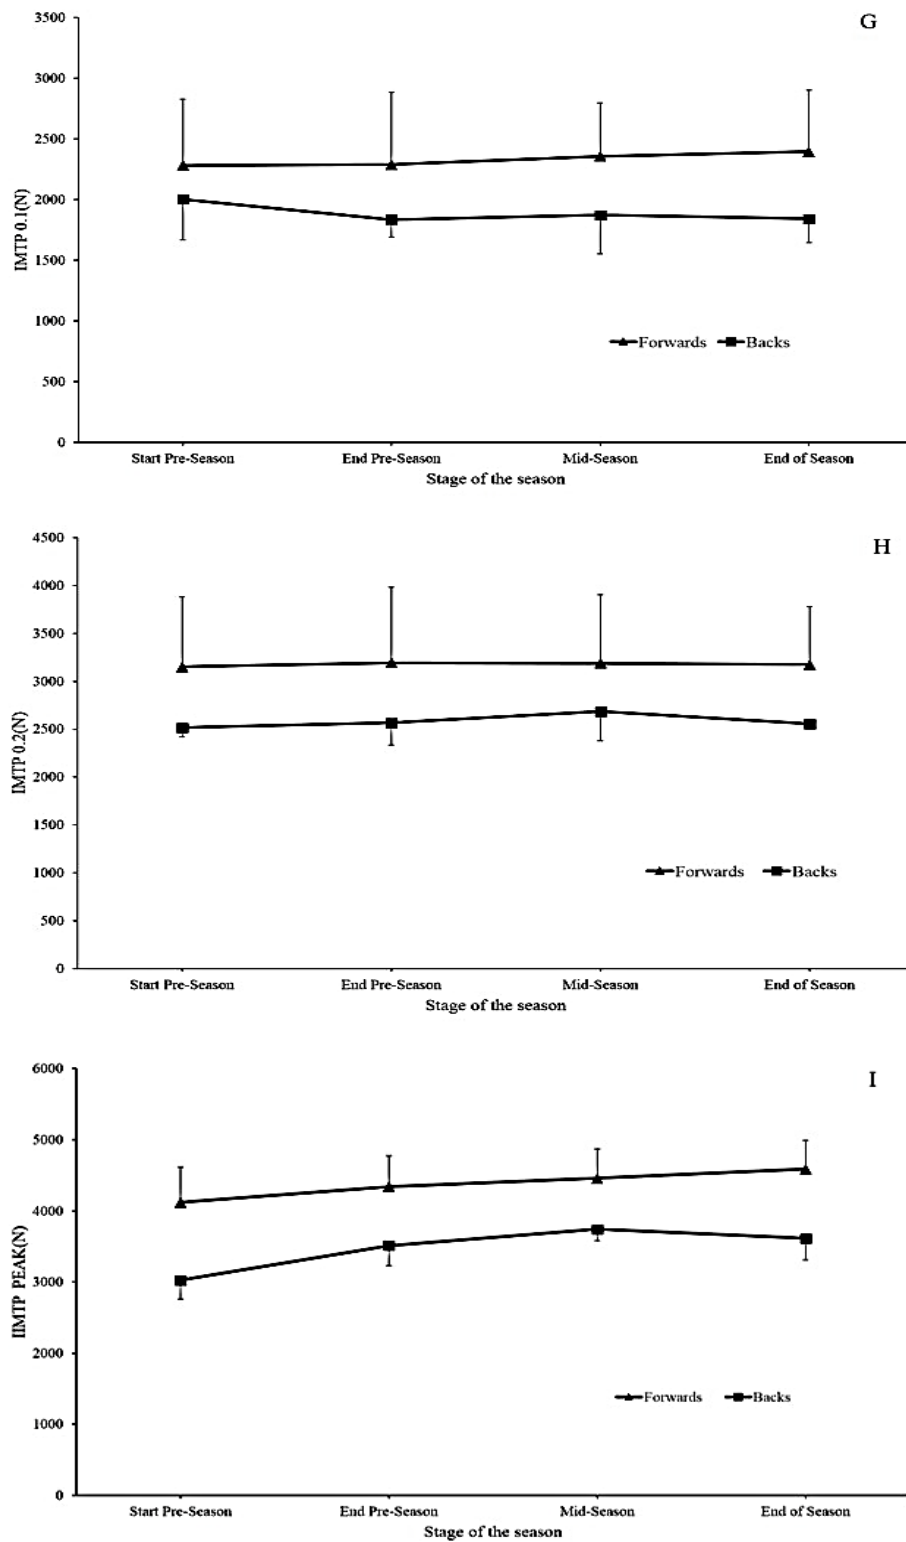 G
3500
3000
2500
2000
1500
1000
500
0
IMTP 0.1(N)
Forwards Backs
Start Pre-Season End Pre-Season Mid-Season End of Season
Stage of the season
H
4500
4000
3500
3000
2500
2000
1500
1000
500
0
IMTP 0.2(N)
Forwards Backs
Start Pre-Season End Pre-Season Mid-Season End of Season
Stage of the season
I
6000
5000
4000
3000
2000
1000
0
IIMTP PEAK(N)
Forwards Backs
Start Pre-Season End Pre-Season Mid-Season End of Season
Stage of the season